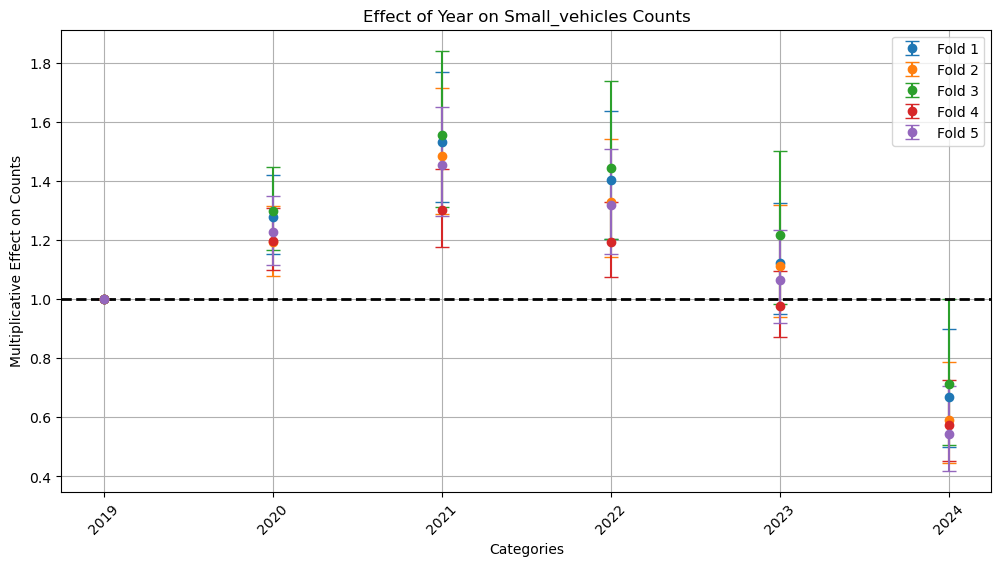 Effect of Year on Small_vehicles Counts
Multiplicative Effect on Counts
1.8
1.6
1.4
1.2
1.0
0.8
0.6
0.4
Fold 1
Fold 2
Fold 3
Fold 4
Fold 5
2019
2020
2021
2022
2023
2024
Categories